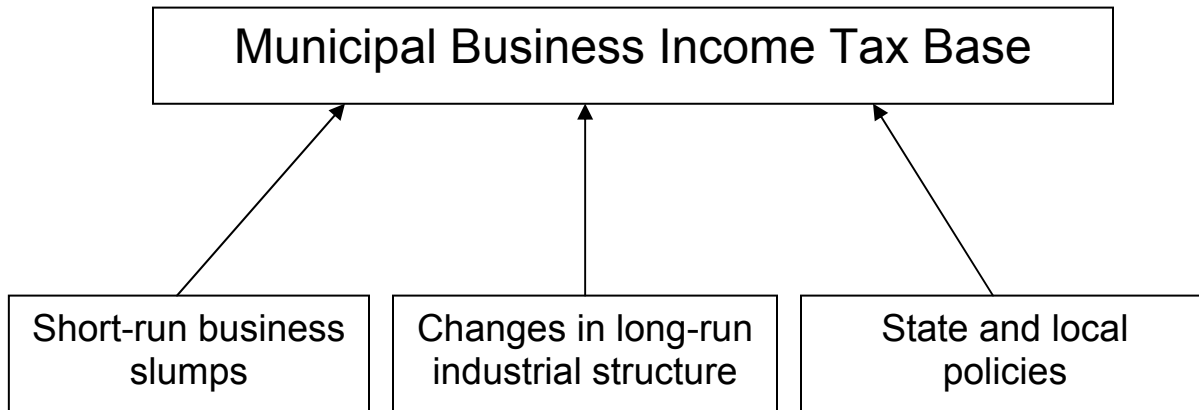 Municipal Business Income Tax Base
Short-run business
slumps
Changes in long-run
industrial structure
State and local
policies